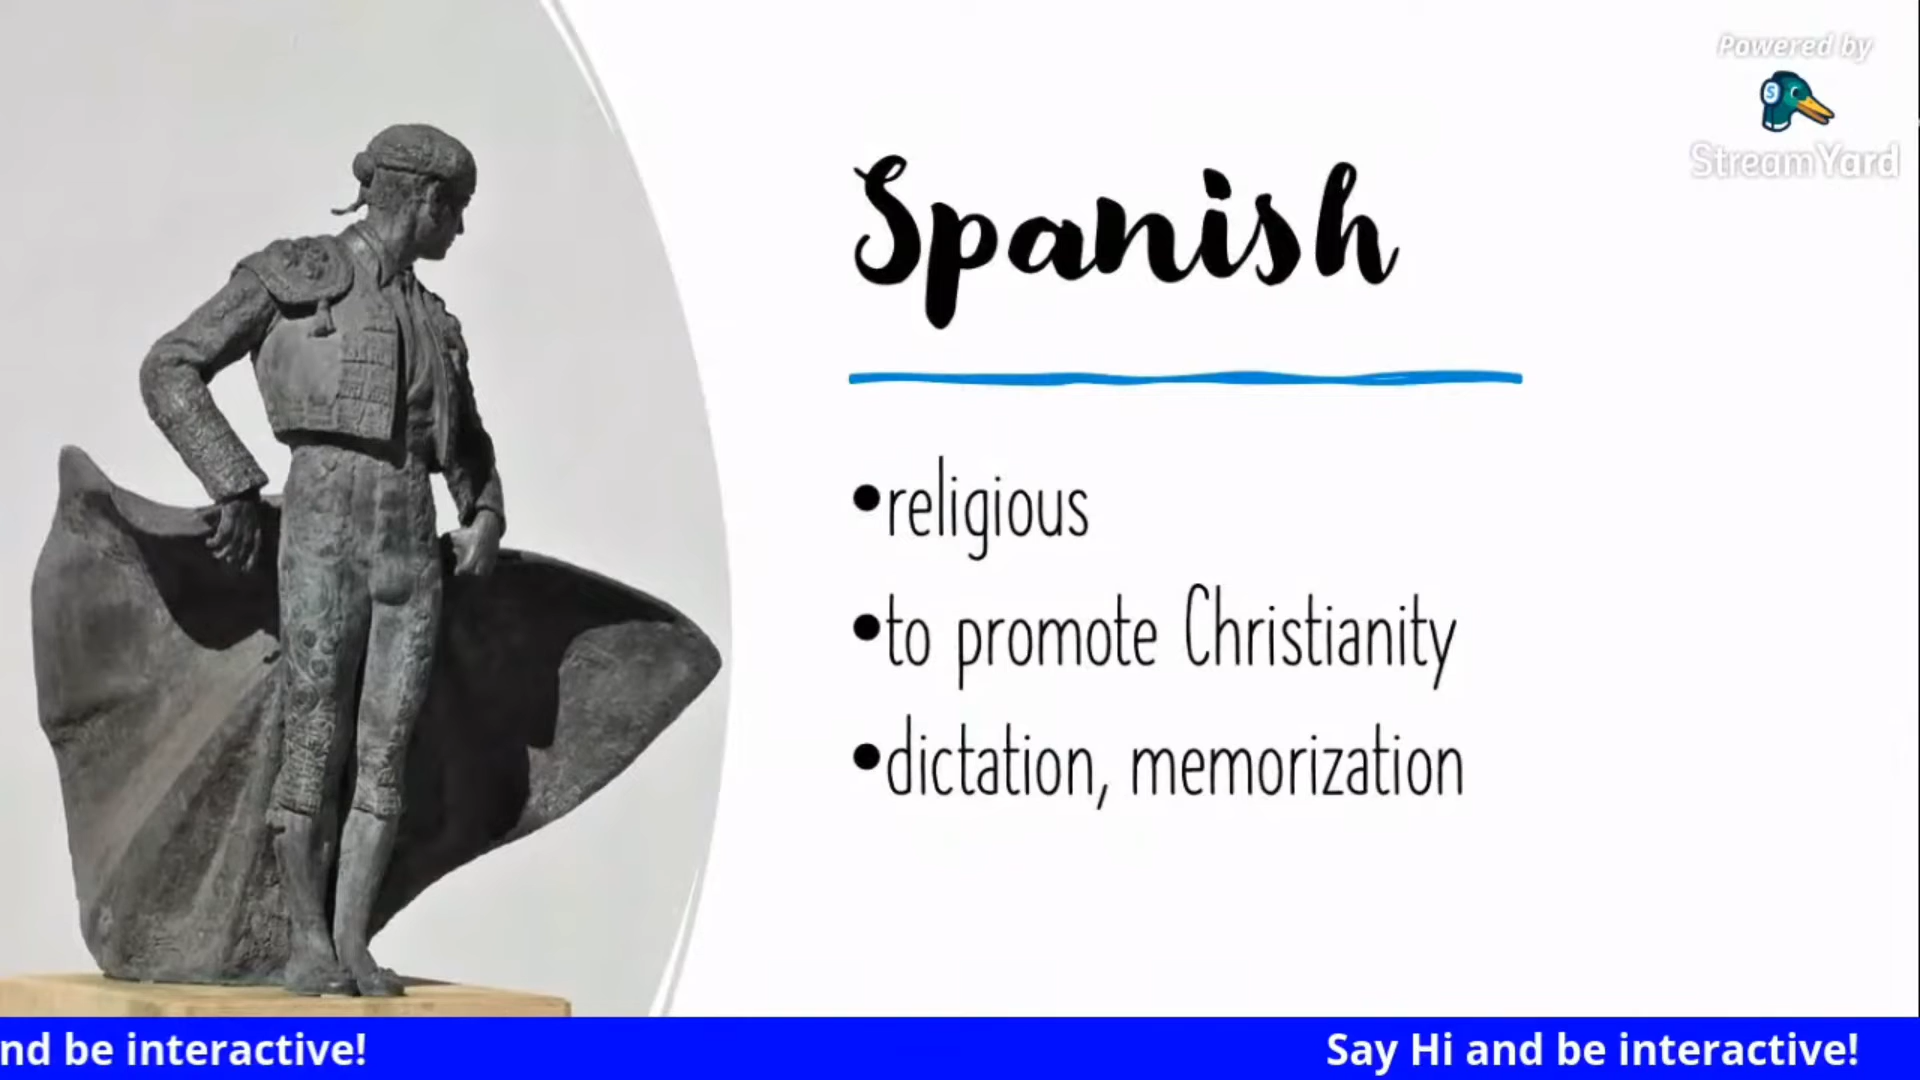 Powered by
StreamYard
Spanish
•religious
•to promote Christianity
•dictation, memorization
nd be interactive!
Say Hi and be interactive!